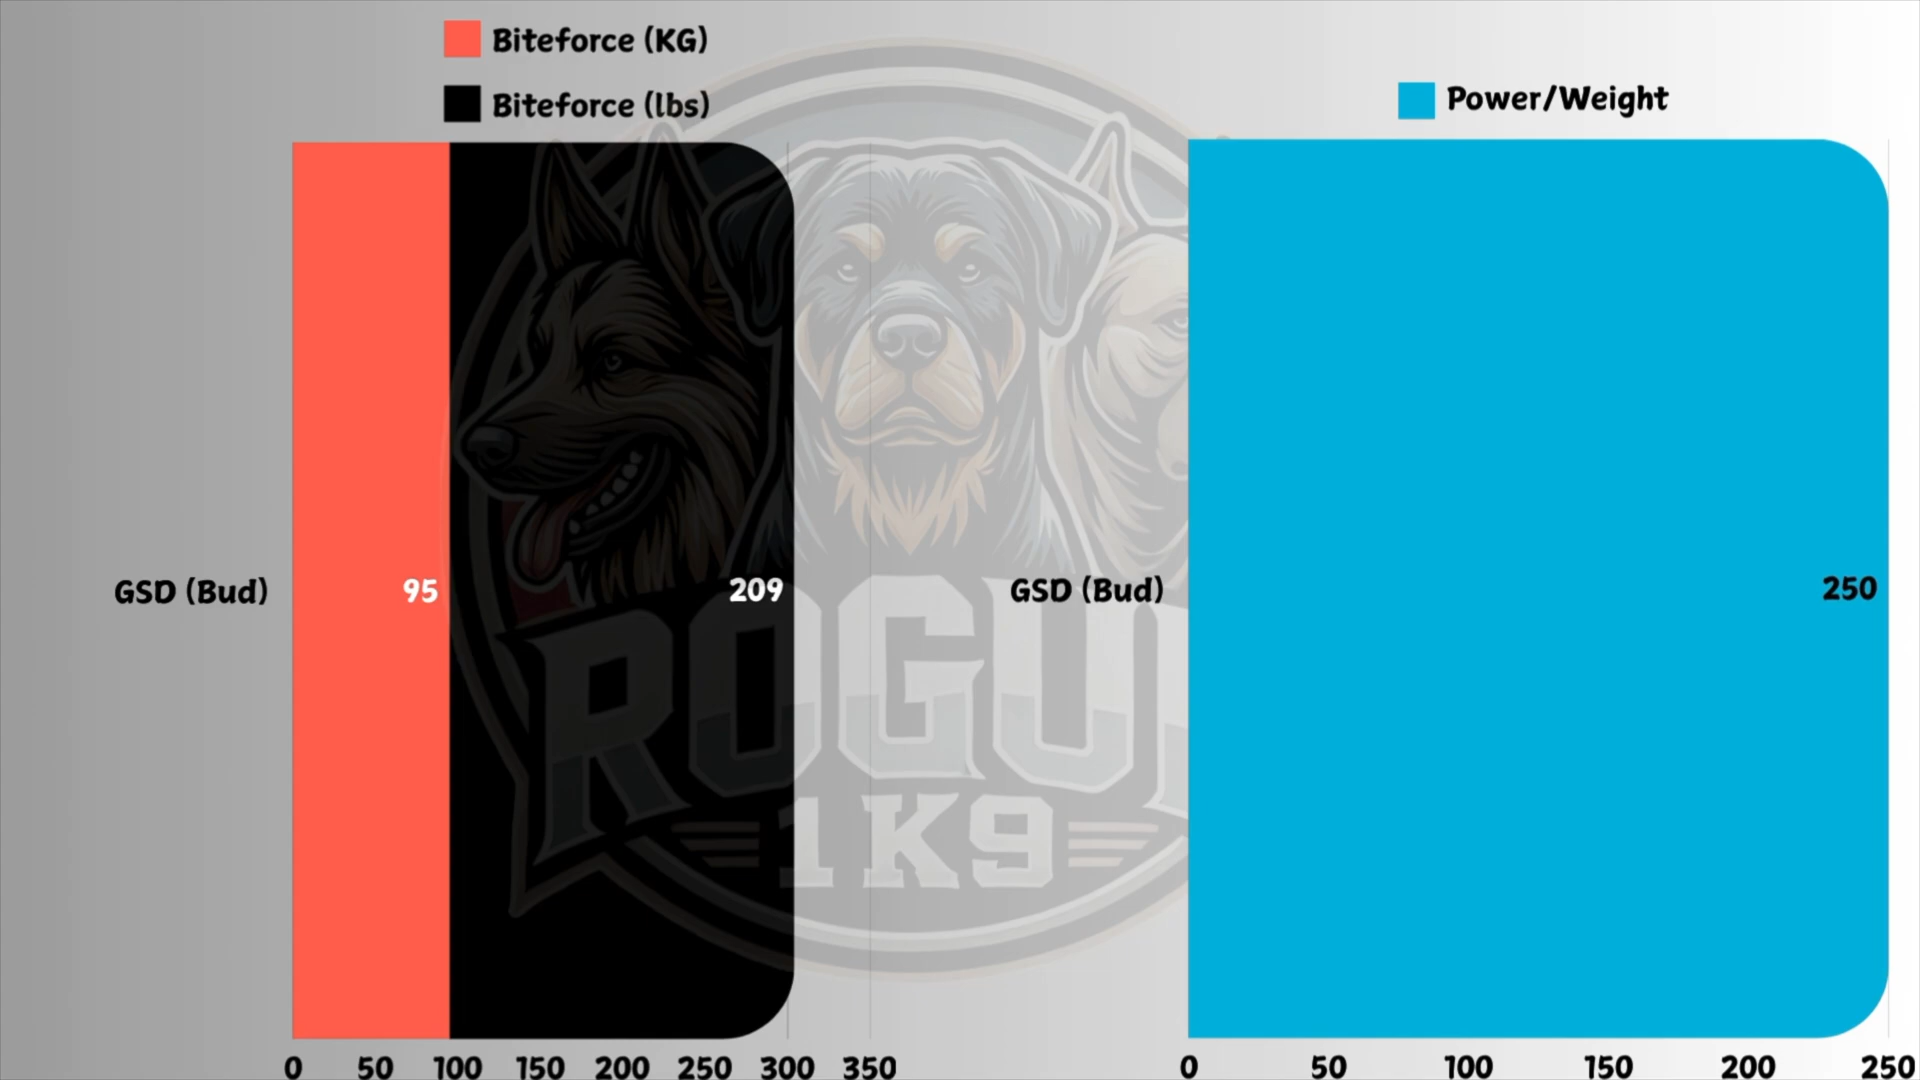 Biteforce (KG)
Biteforce (lbs)
GSD (Bud)
95
209
0 50 100 150 200 250 300 350
Power/Weight
GSD (Bud)
250
0 50 100 150 200 250
ROGU
1K9